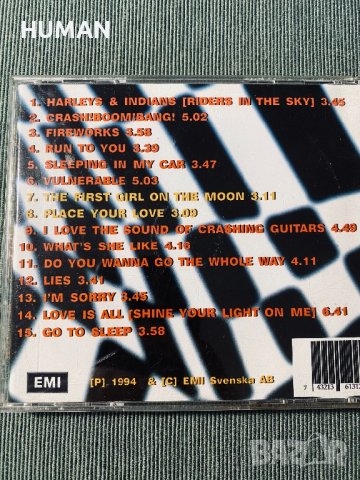 HUMAN
1. HARLEYS & INDIANS [RIDERS IN THE SKY] 3.45
2. CRASH!BOOM!BANG! 5.02
3. FIREWORKS 3.58
4. RUN TO YOU 3.39
5. SLEEPING IN MY CAR 3.47
6. VULNERABLE 5.03
7. THE FIRST GIRL ON THE MOON 3.11
8. PLACE YOUR LOVE 3.09
9. I LOVE THE SOUND OF CRASHING GUITARS 4.49
10. WHAT'S SHE LIKE 4.16
11. DO YOU WANNA GO THE WHOLE WAY 4.11
12. LIES 3.41
13. I'M SORRY 3.45
14. LOVE IS ALL [SHINE YOUR LIGHT ON ME] 6.41
15. GO TO SLEEP 3.58
EMI
[P] 1994 & [C] EMI Svenska AB
7 43213
BAZAR